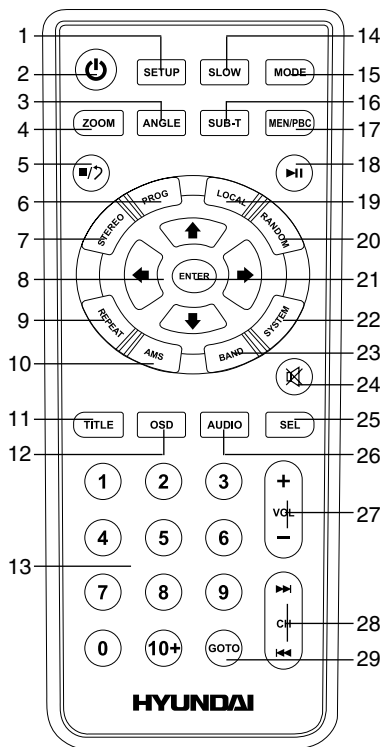 1 14
2 SETUP SLOW MODE 15
3 16
4 ZOOM ANGLE SUB-T MEN/PBC 17
5 18
6 PROG LOCAL 19
7 STEREO RANDOM 20
8 ENTER 21
9 REPEAT SYSTEM 22
10 AMS BAND 23
24
11 TITLE OSD AUDIO SEL 25
12 26
1 2 3 +
VOL 27
4 5 6 −
13
7 8 9
CH 28
0 10+ GOTO 29
HYUNDAI